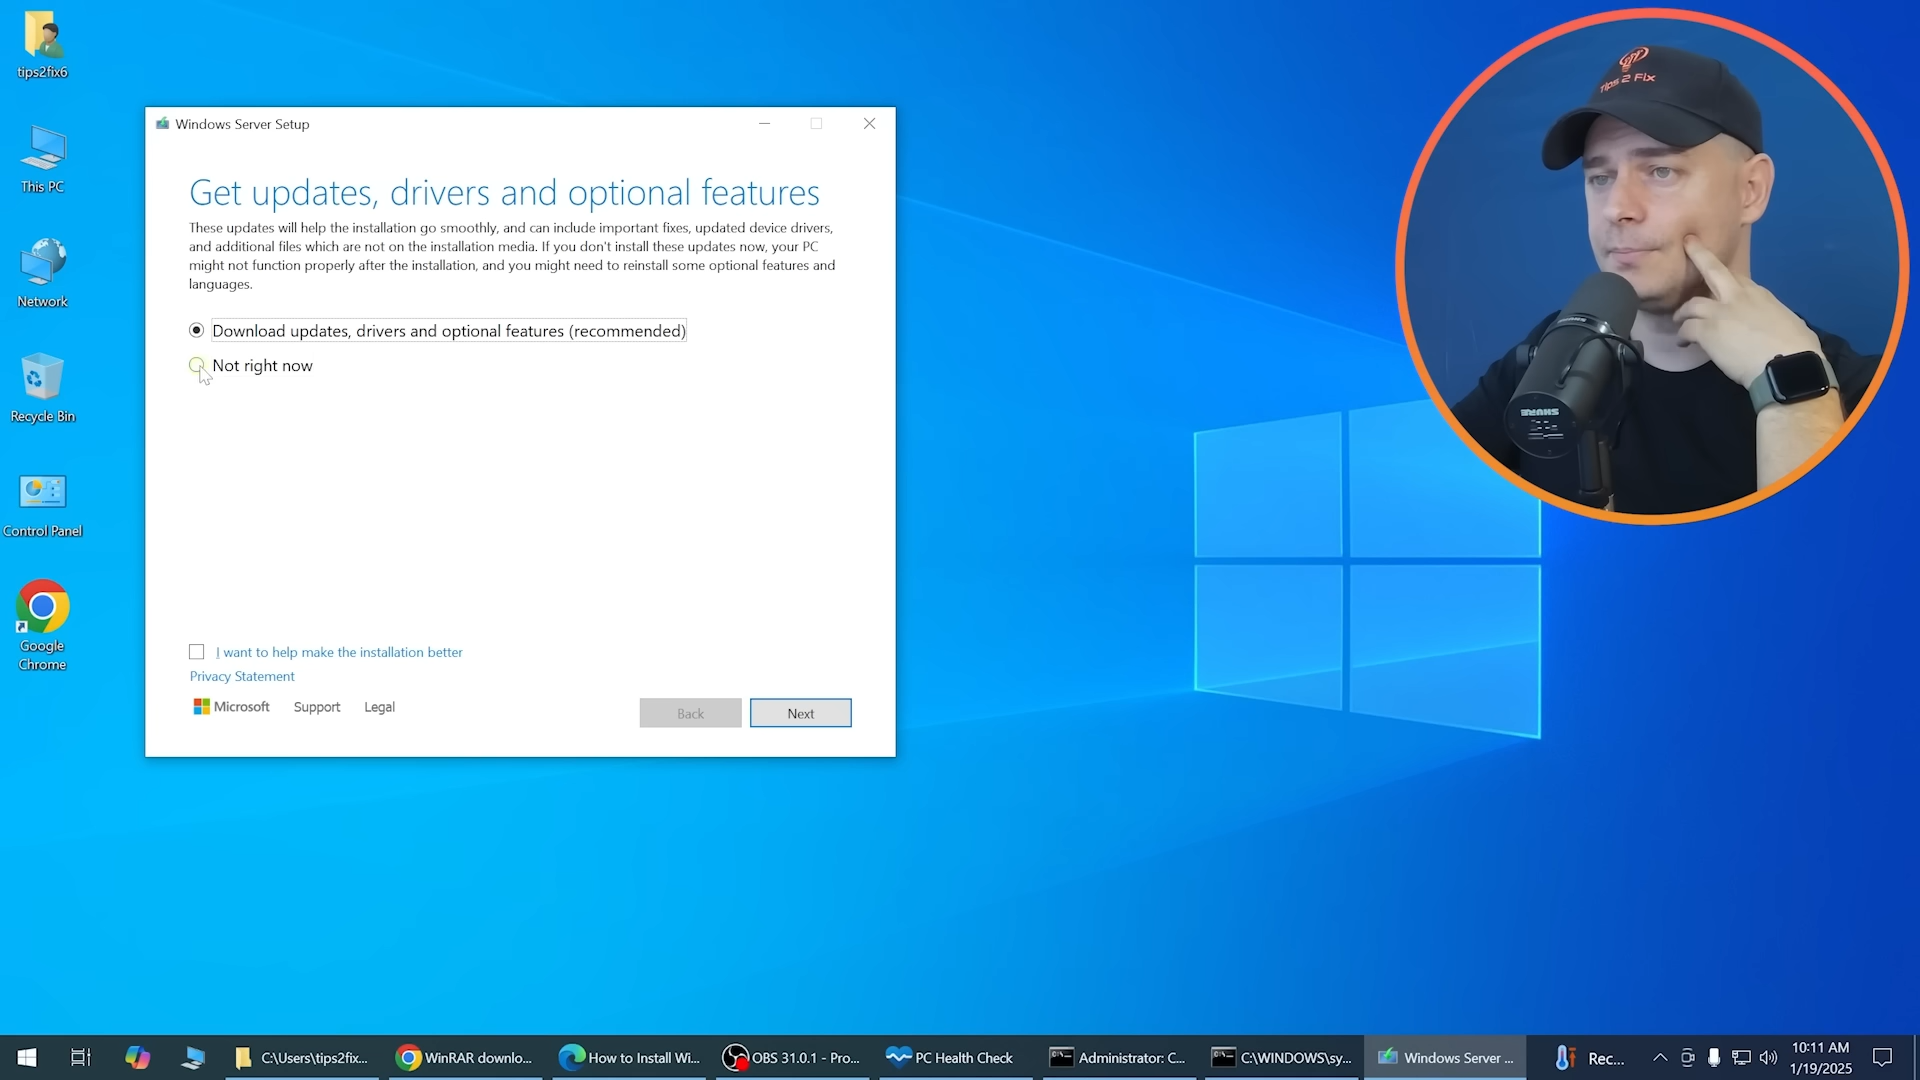 tips2fix6
This PC
Network
Recycle Bin
Control Panel
Google
Chrome
Windows Server Setup
Get updates, drivers and optional features
These updates will help the installation go smoothly, and can include important fixes, updated device drivers,
and additional files which are not on the installation media. If you don't install these updates now, your PC
might not function properly after the installation, and you might need to reinstall some optional features and
languages.
Download updates, drivers and optional features (recommended)
Not right now
I want to help make the installation better
Privacy Statement
Microsoft Support Legal
Back Next
Tips 2 Fix
SHURE
C:\Users\tips2fix... WinRAR downlo... How to Install Wi... OBS 31.0.1 - Pro... PC Health Check Administrator: C... C:\WINDOWS\sy... Windows Server ... Rec... 10:11 AM
1/19/2025